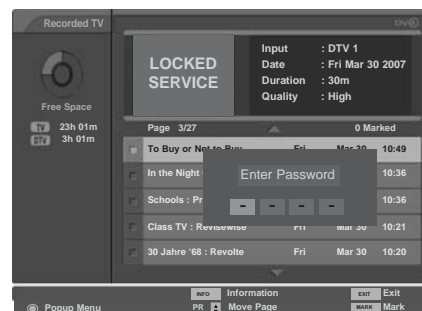 Recorded TV
DVR
Free Space
TV 23h 01m
DTV 3h 01m
LOCKED
SERVICE
Input : DTV 1
Date : Fri Mar 30 2007
Duration : 30m
Quality : High
Page 3/27 0 Marked
To Buy or Not to Buy Fri Mar 30 10:49
In the Night 10:36
Schools : Pr 10:36
Class TV : Revisewise Fri Mar 30 10:21
30 Jahre '68 : Revolte Fri Mar 30 10:20
Enter Password
- - - -
INFO Information EXIT Exit
Popup Menu PR Move Page MARK Mark